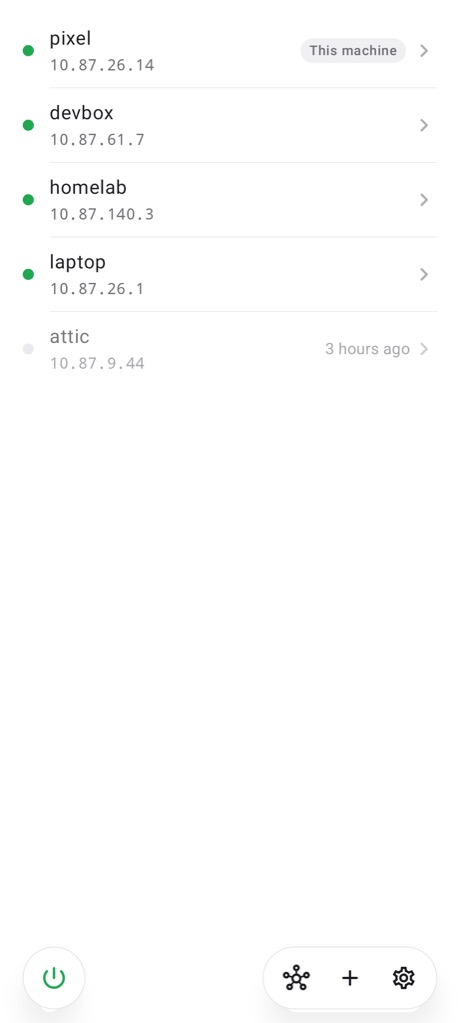 pixel
10.87.26.14
This machine
devbox
10.87.61.7
homelab
10.87.140.3
laptop
10.87.26.1
attic
10.87.9.44
3 hours ago